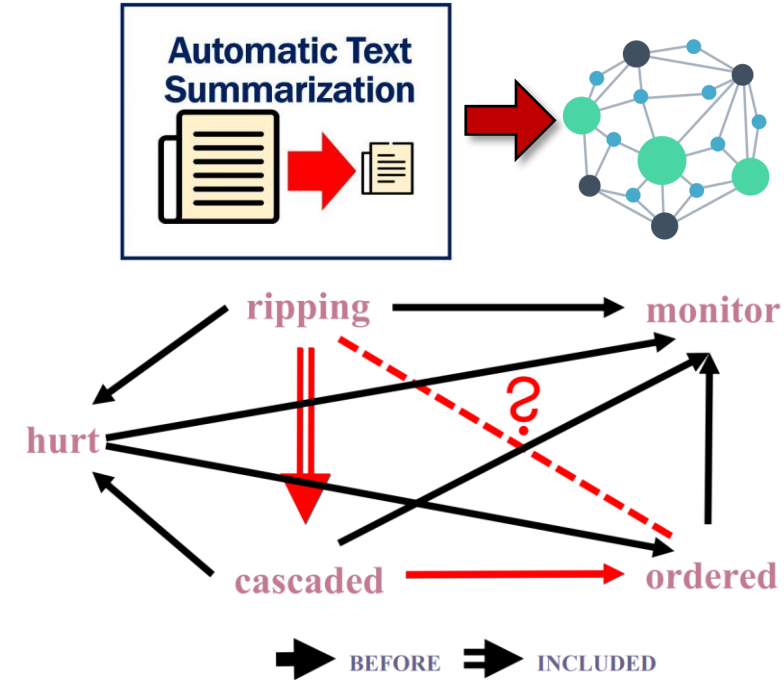 Automatic Text
Summarization
ripping
monitor
?
hurt
cascaded
ordered
BEFORE
INCLUDED